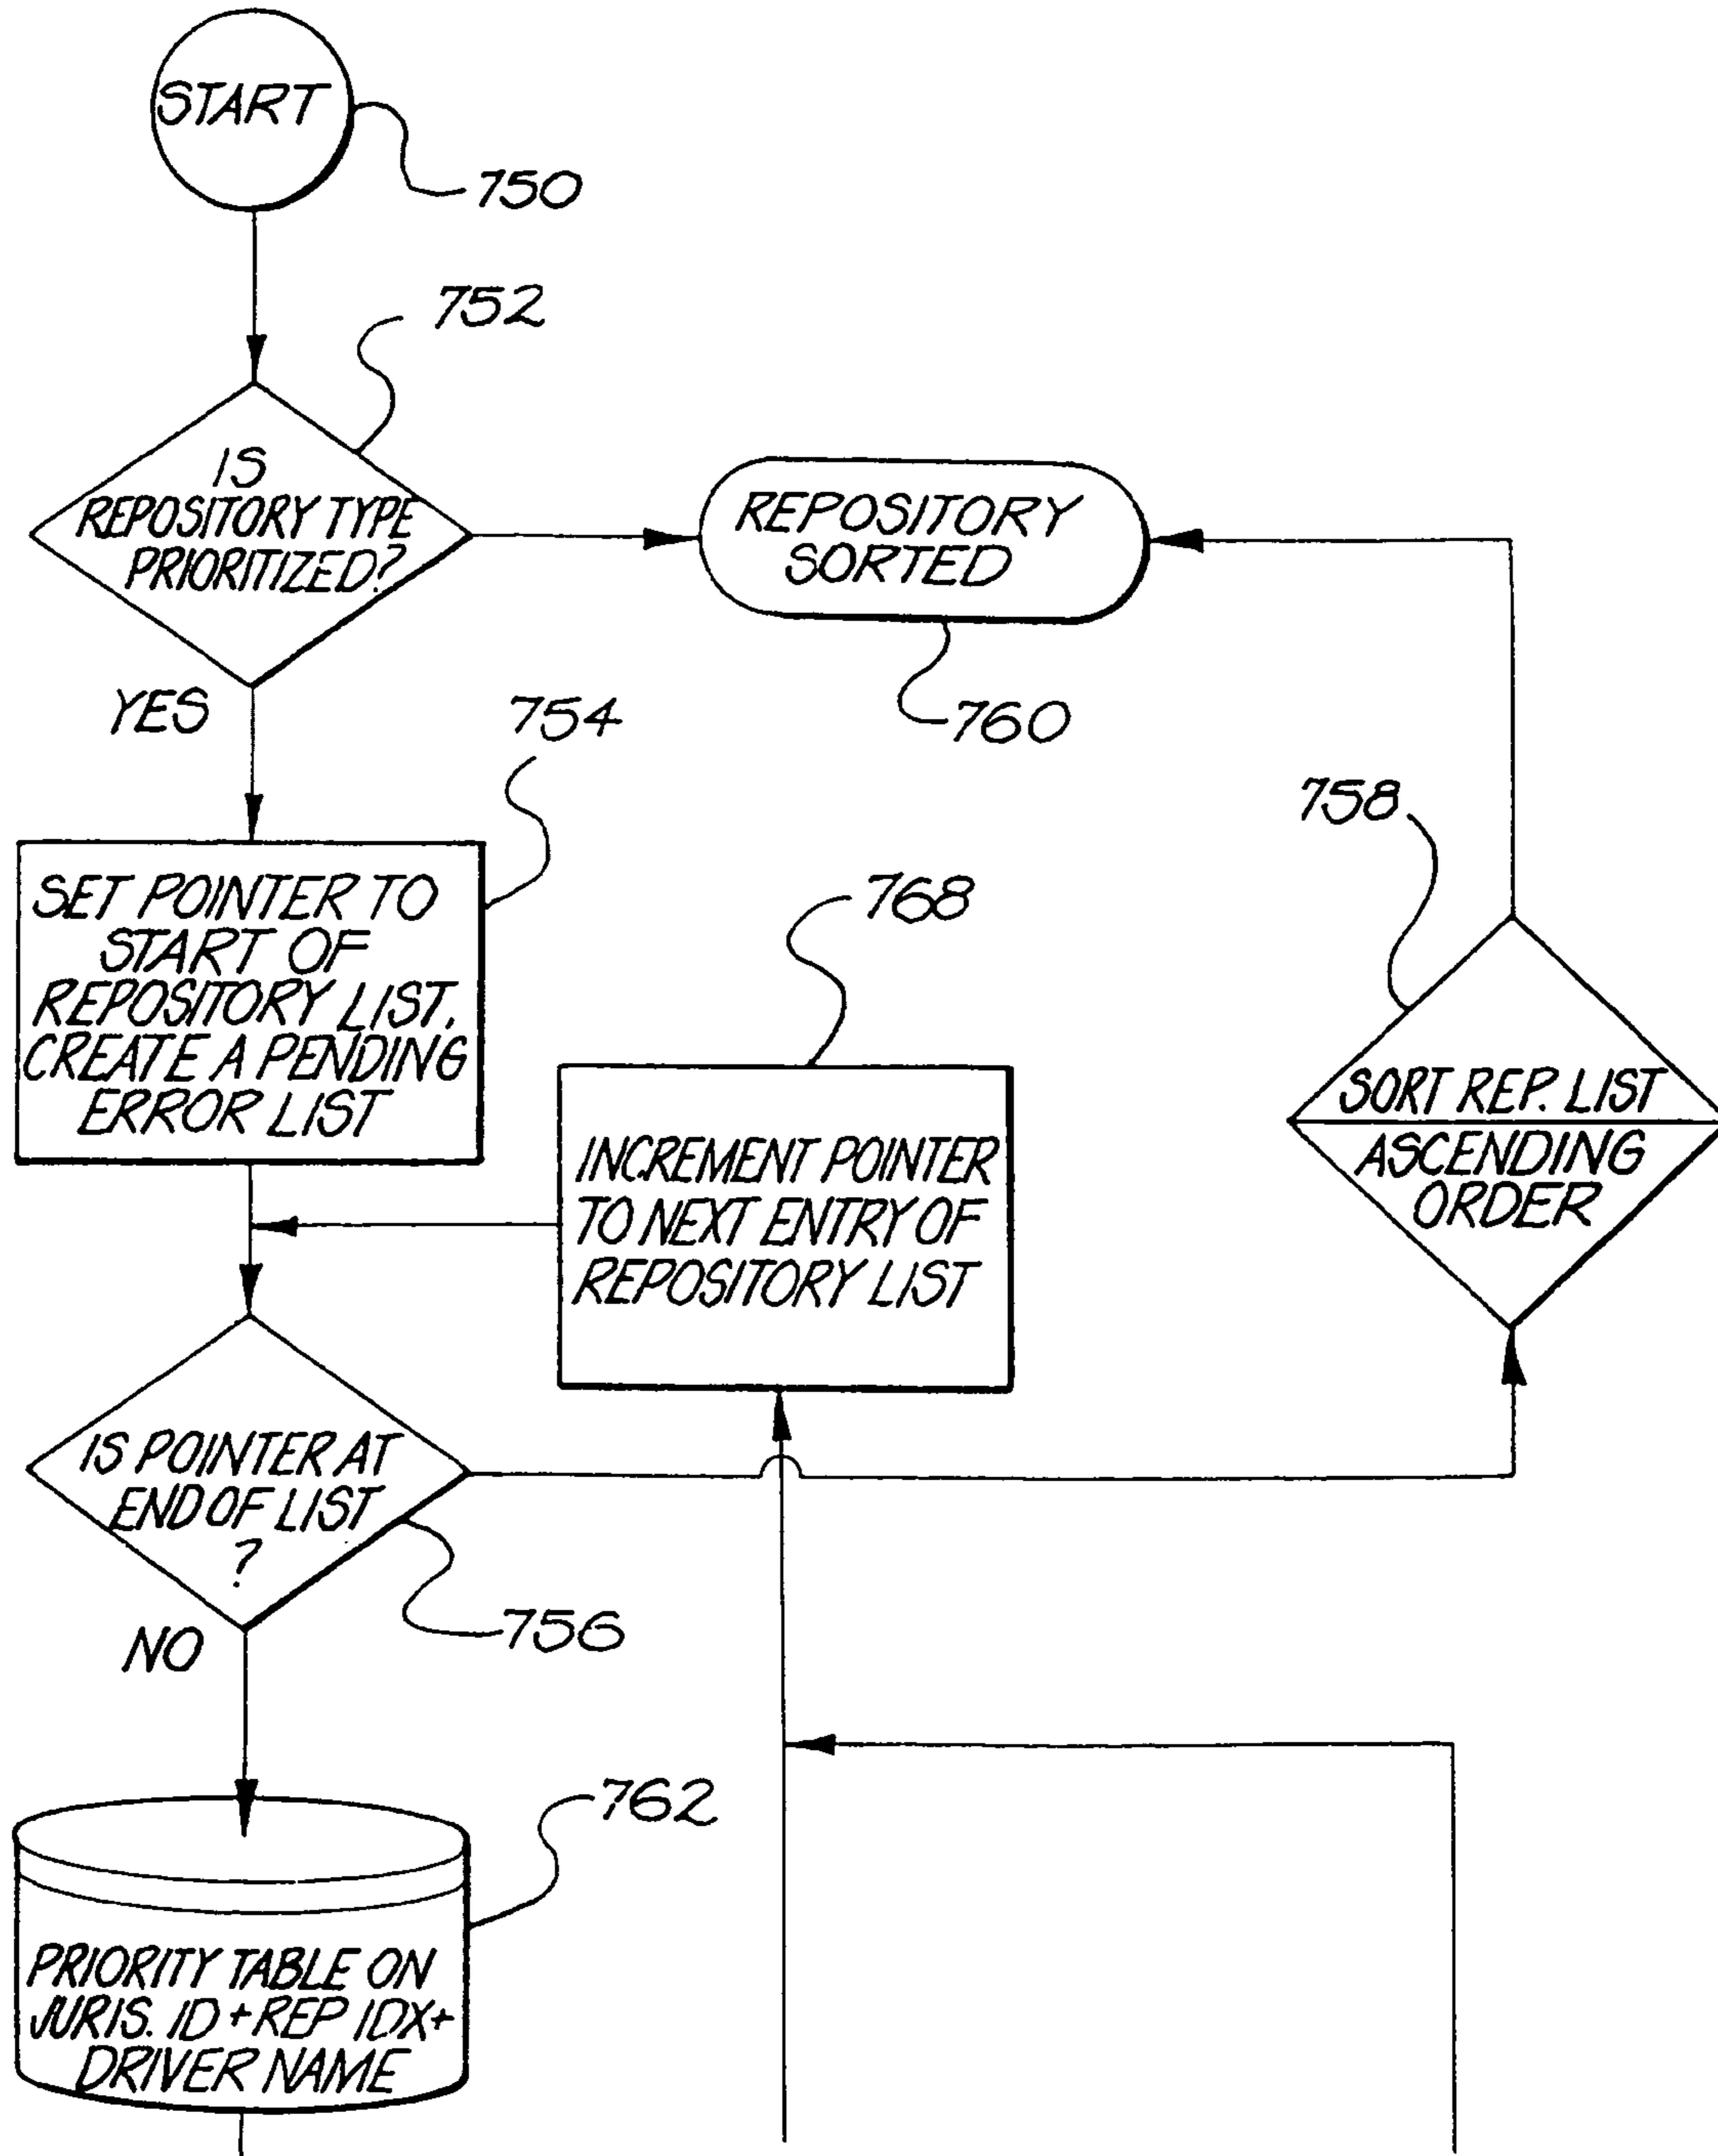 START
750
752
IS
REPOSITORY TYPE
PRIORITIZED?
REPOSITORY
SORTED
760
YES
754
SET POINTER TO
START OF
REPOSITORY LIST,
CREATE A PENDING
ERROR LIST
768
INCREMENT POINTER
TO NEXT ENTRY OF
REPOSITORY LIST
758
SORT REP. LIST
ASCENDING
ORDER
IS POINTER AT
END OF LIST
?
756
NO
762
PRIORITY TABLE ON
JURIS. ID + REP IDX +
DRIVER NAME